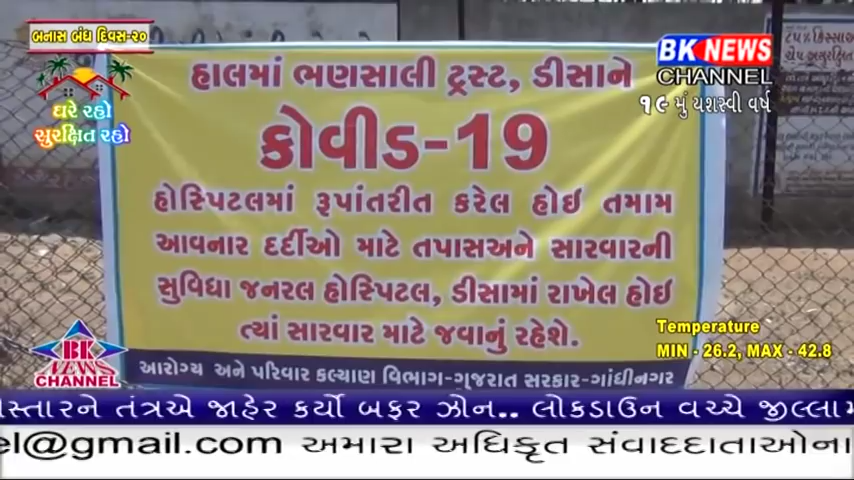 બનાસ બંધ દિવસ-૨૦
ઘરે રહો
સુરક્ષિત રહો
BK NEWS
CHANNEL
૧૯ મું યશસ્વી વર્ષ
હાલમાં ભણસાલી ટ્રસ્ટ, ડીસાને
કોવીડ-19
હોસ્પિટલમાં રૂપાંતરીત કરેલ હોઇ તમામ
આવનાર દર્દીઓ માટે તપાસઅને સારવારની
સુવિધા જનરલ હોસ્પિટલ, ડીસામાં રાખેલ હોઇ
ત્યાં સારવાર માટે જવાનું રહેશે.
આરોગ્ય અને પરિવાર કલ્યાણ વિભાગ-ગુજરાત સરકાર-ગાંધીનગર
Temperature
MIN - 26.2, MAX - 42.8
BK
NEWS
CHANNEL
સ્તારને તંત્રએ જાહેર કર્યો બફર ઝોન.. લોકડાઉન વચ્ચે જીલ્લામ
el@gmail.com અમારા અધિકૃત સંવાદદાતાઓના